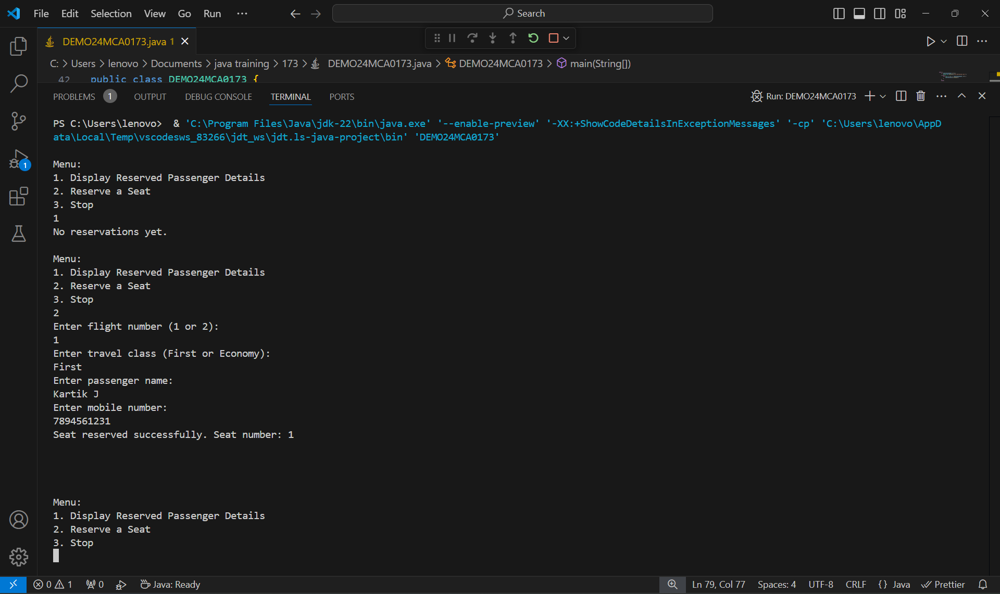 File Edit Selection View Go Run ··· Search
DEMO24MCA0173.java 1
C: > Users > lenovo > Documents > java training > 173 > DEMO24MCA0173.java > DEMO24MCA0173 > main(String[])
42 public class DEMO24MCA0173 {
PROBLEMS 1 OUTPUT DEBUG CONSOLE TERMINAL PORTS Run: DEMO24MCA0173
PS C:\Users\lenovo> & 'C:\Program Files\Java\jdk-22\bin\java.exe' '--enable-preview' '-XX:+ShowCodeDetailsInExceptionMessages' '-cp' 'C:\Users\lenovo\AppD
ata\Local\Temp\vscodesws_83266\jdt_ws\jdt.ls-java-project\bin' 'DEMO24MCA0173'
Menu:
1. Display Reserved Passenger Details
2. Reserve a Seat
3. Stop
1
No reservations yet.
Menu:
1. Display Reserved Passenger Details
2. Reserve a Seat
3. Stop
2
Enter flight number (1 or 2):
1
Enter travel class (First or Economy):
First
Enter passenger name:
Kartik J
Enter mobile number:
7894561231
Seat reserved successfully. Seat number: 1
Menu:
1. Display Reserved Passenger Details
2. Reserve a Seat
3. Stop
1
0 1 0 Java: Ready Ln 79, Col 77 Spaces: 4 UTF-8 CRLF {} Java Prettier